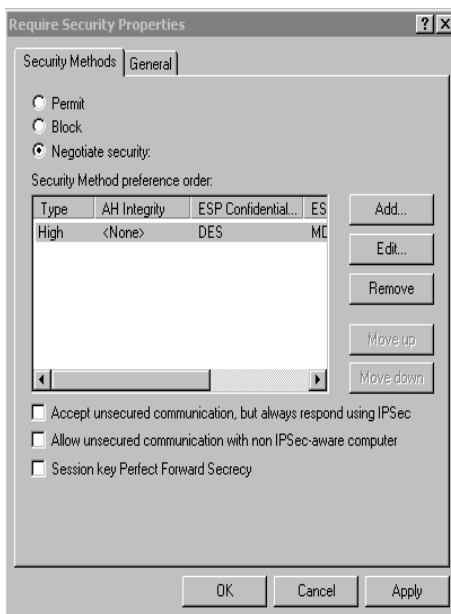 Require Security Properties ? X
Security Methods General
Permit
Block
Negotiate security:
Security Method preference order:
Type AH Integrity ESP Confidential... ES
High <None> DES MD
Add...
Edit...
Remove
Move up
Move down
Accept unsecured communication, but always respond using IPSec
Allow unsecured communication with non IPSec-aware computer
Session key Perfect Forward Secrecy
OK Cancel Apply